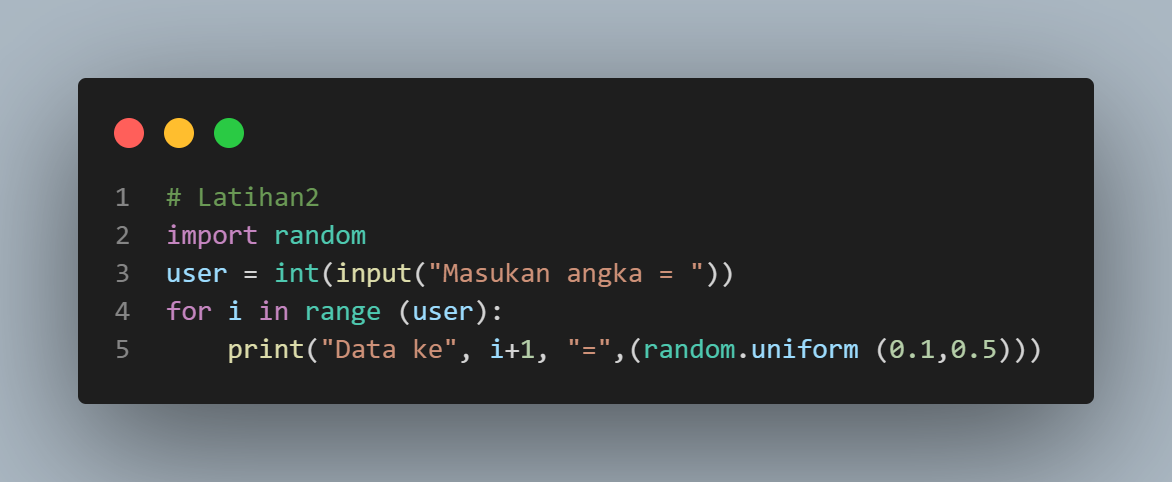 1 # Latihan2
2 import random
3 user = int(input("Masukan angka = "))
4 for i in range (user):
5     print("Data ke", i+1, "=",(random.uniform (0.1,0.5)))